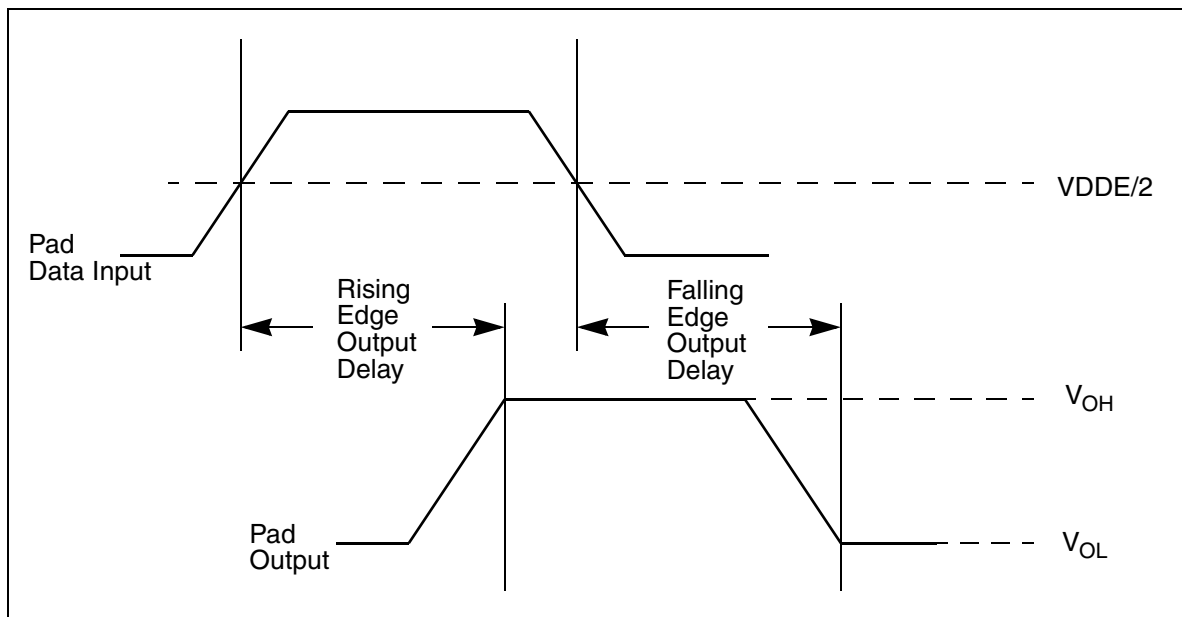 VDDE/2
Pad
Data Input
Rising
Edge
Output
Delay
Falling
Edge
Output
Delay
VOH
Pad
Output
VOL